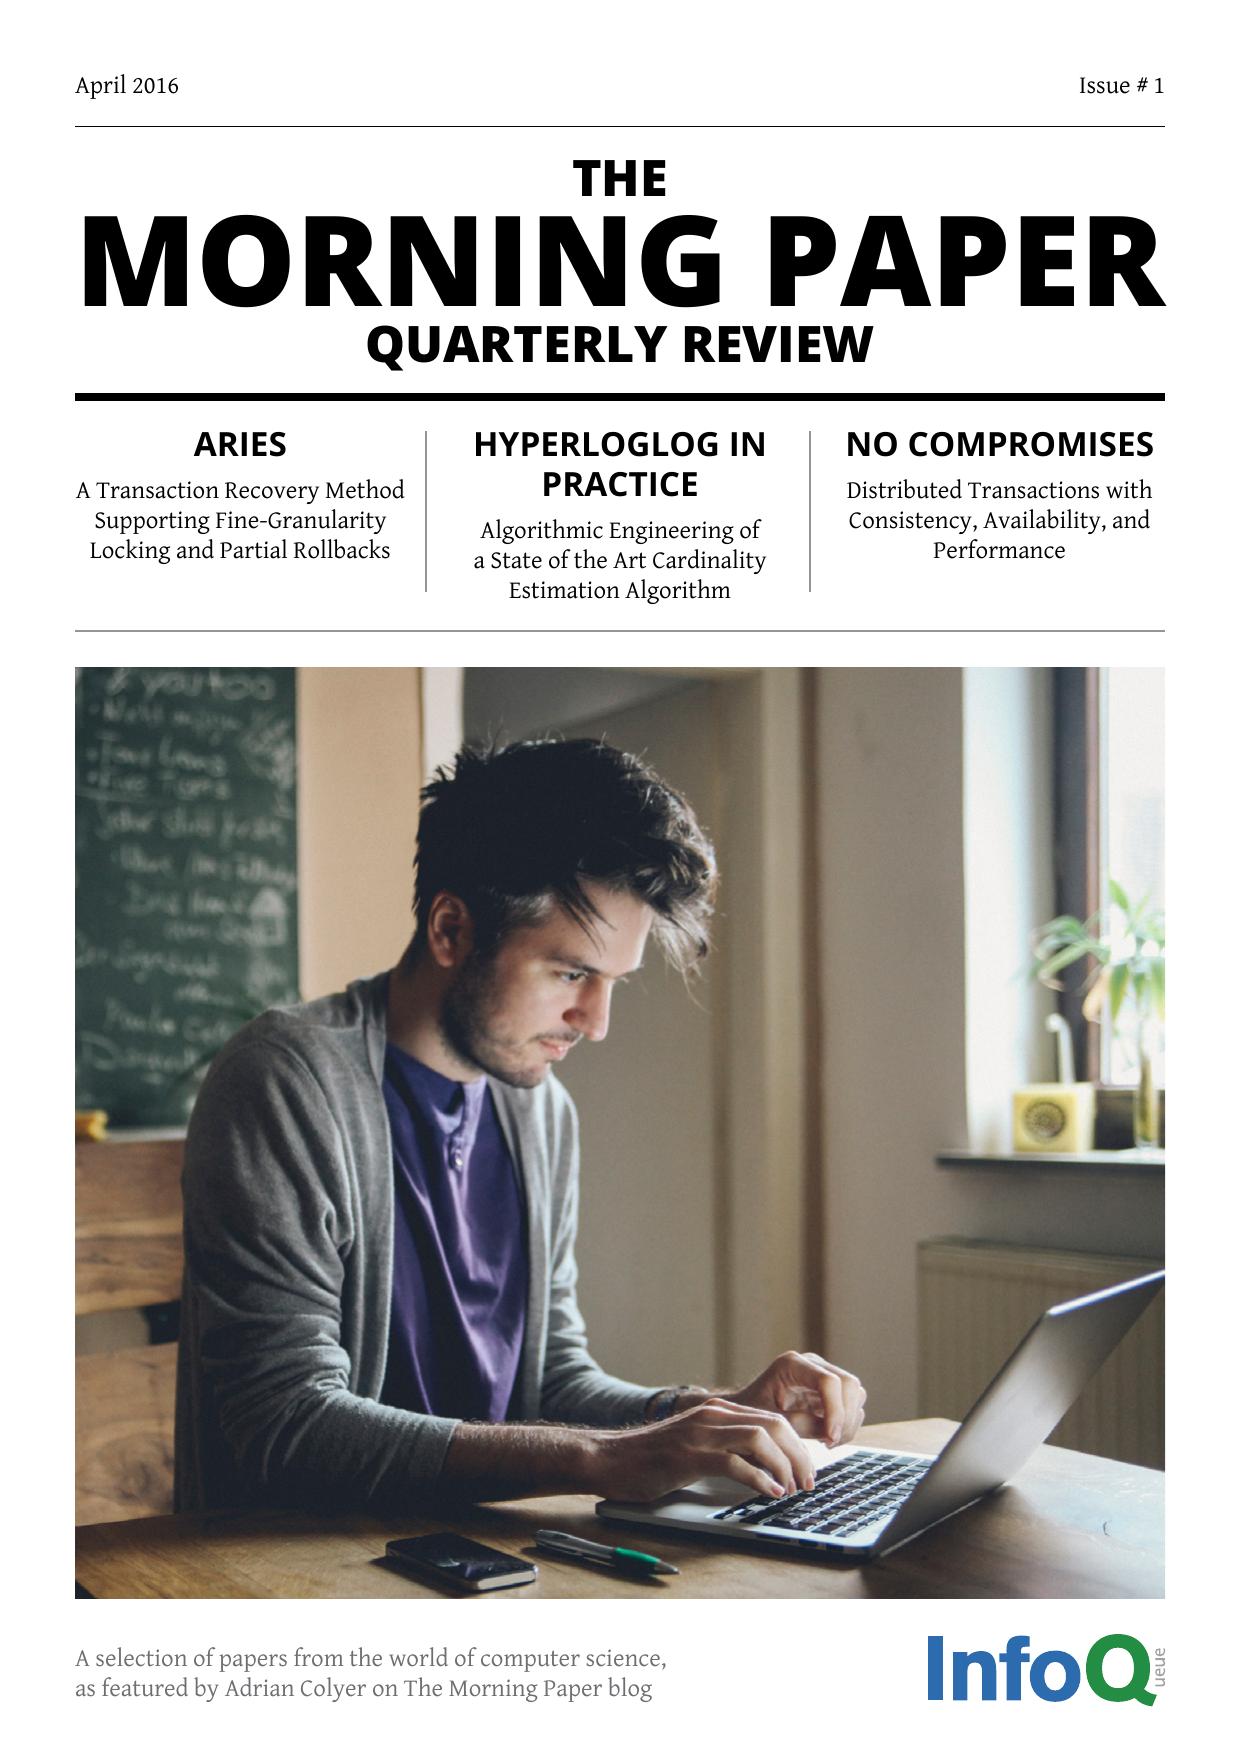 April 2016
Issue # 1
THE
MORNING PAPER
QUARTERLY REVIEW
ARIES
A Transaction Recovery Method
Supporting Fine-Granularity
Locking and Partial Rollbacks
HYPERLOGLOG IN
PRACTICE
Algorithmic Engineering of
a State of the Art Cardinality
Estimation Algorithm
NO COMPROMISES
Distributed Transactions with
Consistency, Availability, and
Performance
A selection of papers from the world of computer science,
as featured by Adrian Colyer on The Morning Paper blog
InfoQ
ueue